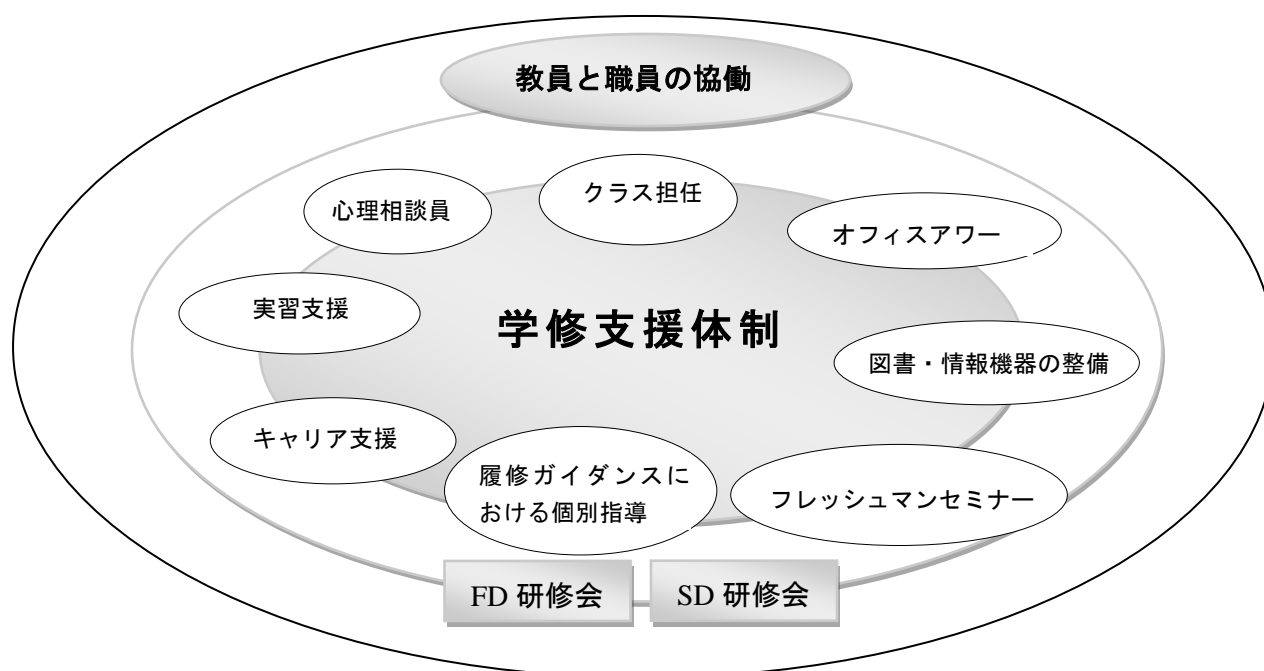 教員と職員の協働
クラス担任
心理相談員
オフィスアワー
実習支援
学修支援体制
図書・情報機器の整備
キャリア支援
履修ガイダンスに
おける個別指導
フレッシュマンセミナー
FD 研修会
SD 研修会